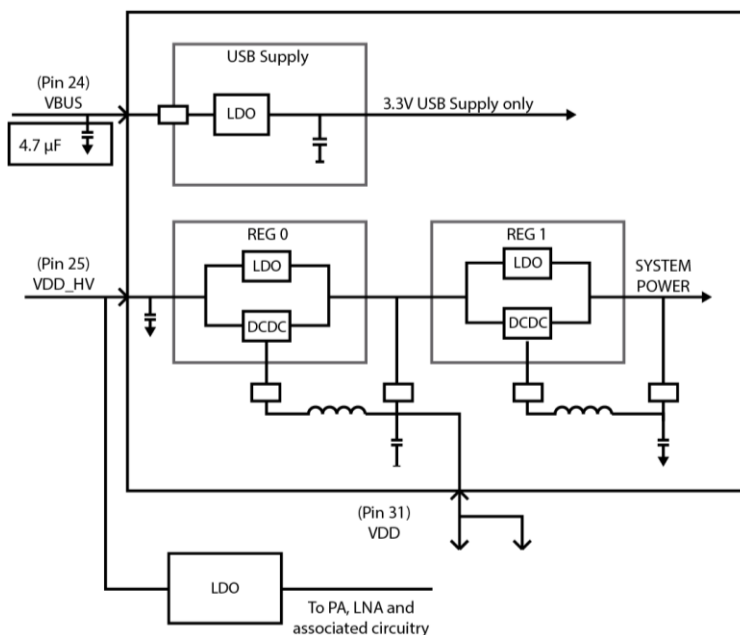 USB Supply
(Pin 24)
VBUS
LDO
3.3V USB Supply only
4.7 µF
REG 0
REG 1
(Pin 25)
VDD_HV
LDO
LDO
SYSTEM
POWER
DCDC
DCDC
(Pin 31)
VDD
LDO
To PA, LNA and
associated circuitry